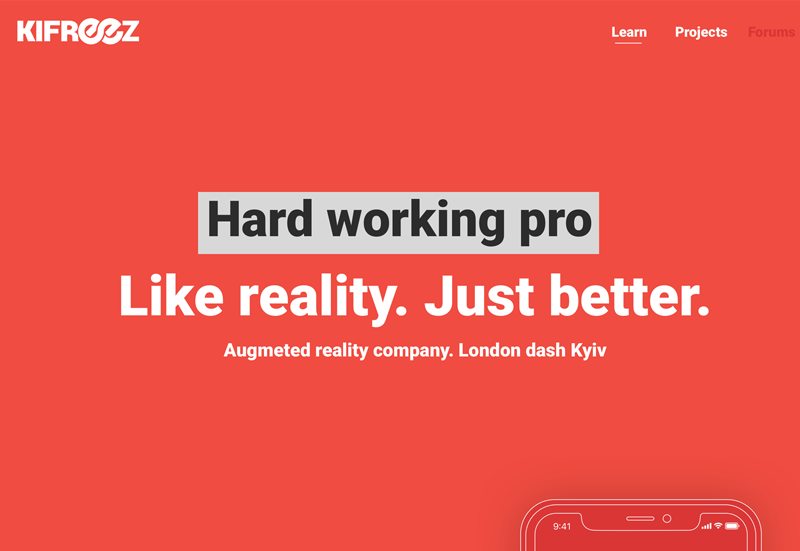 KIFREEZ
Learn Projects Forums
Hard working pro
Like reality. Just better.
Augmeted reality company. London dash Kyiv
9:41